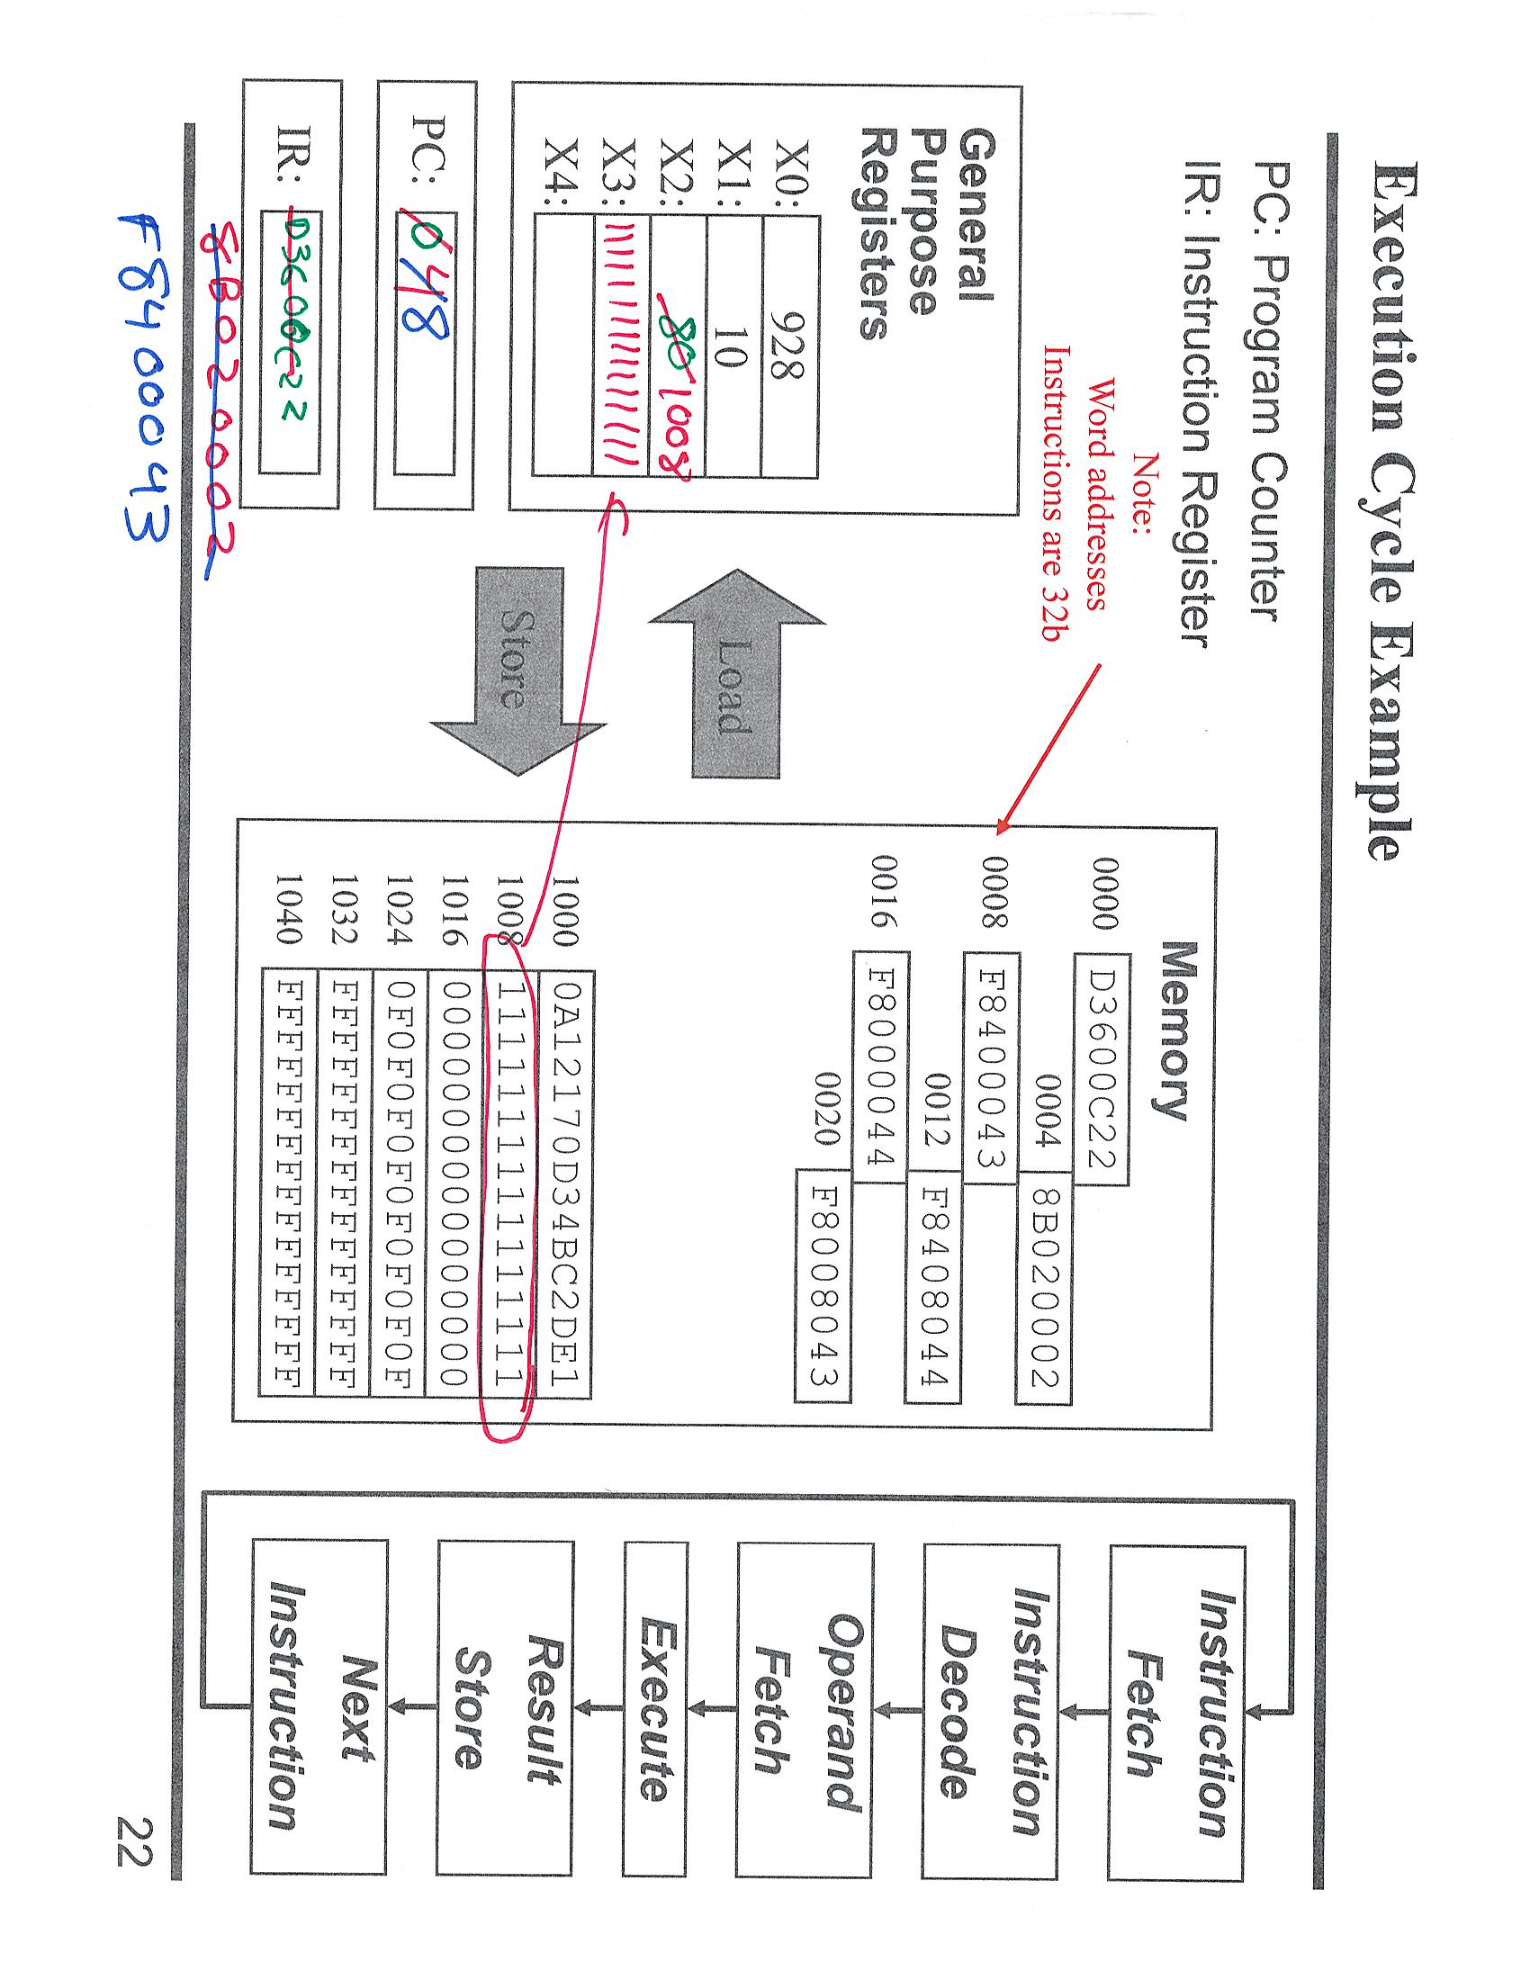 Execution Cycle Example
PC: Program Counter
IR: Instruction Register
Note:
Word addresses
Instructions are 32b
General
Purpose
Registers
X0: 928
X1: 10
X2: 80 1008
X3: 1111111111111111
X4:
PC: 0 4 8
IR: D3600C22
8B020002
F8400043
Load
Store
Memory
0000 D3600C22
0004 8B020002
0008 F8400043
0012 F8408044
0016 F8000044
0020 F8008043
1000 0A12170D34BC2DE1
1008 1111111111111111
1016 0000000000000000
1024 0F0F0F0F0F0F0F0F
1032 FFFFFFFFFFFFFFFF
1040 FFFFFFFFFFFFFFFF
Instruction
Fetch
Instruction
Decode
Operand
Fetch
Execute
Result
Store
Next
Instruction
22